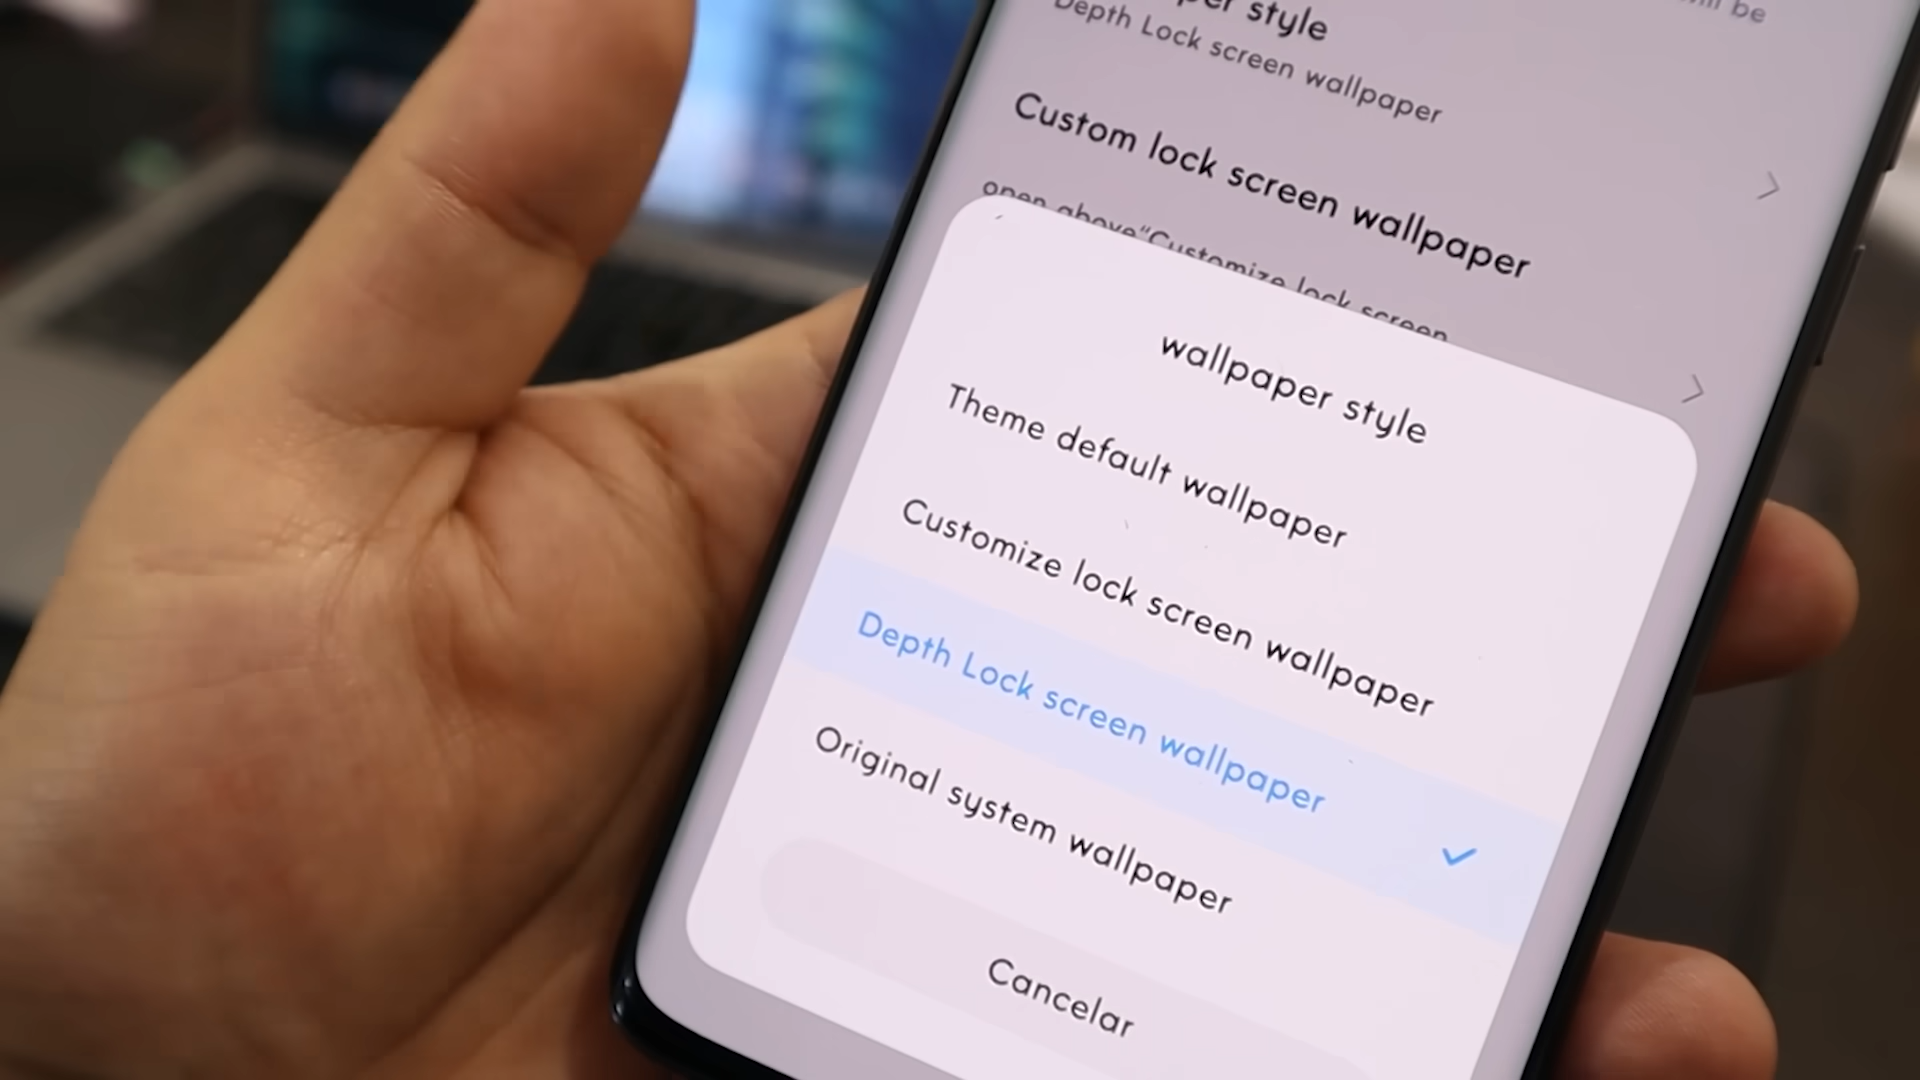 will be
per style
Depth Lock screen wallpaper
Custom lock screen wallpaper
open above"Customize lock screen
wallpaper style
Theme default wallpaper
Customize lock screen wallpaper
Depth Lock screen wallpaper
Original system wallpaper
Cancelar